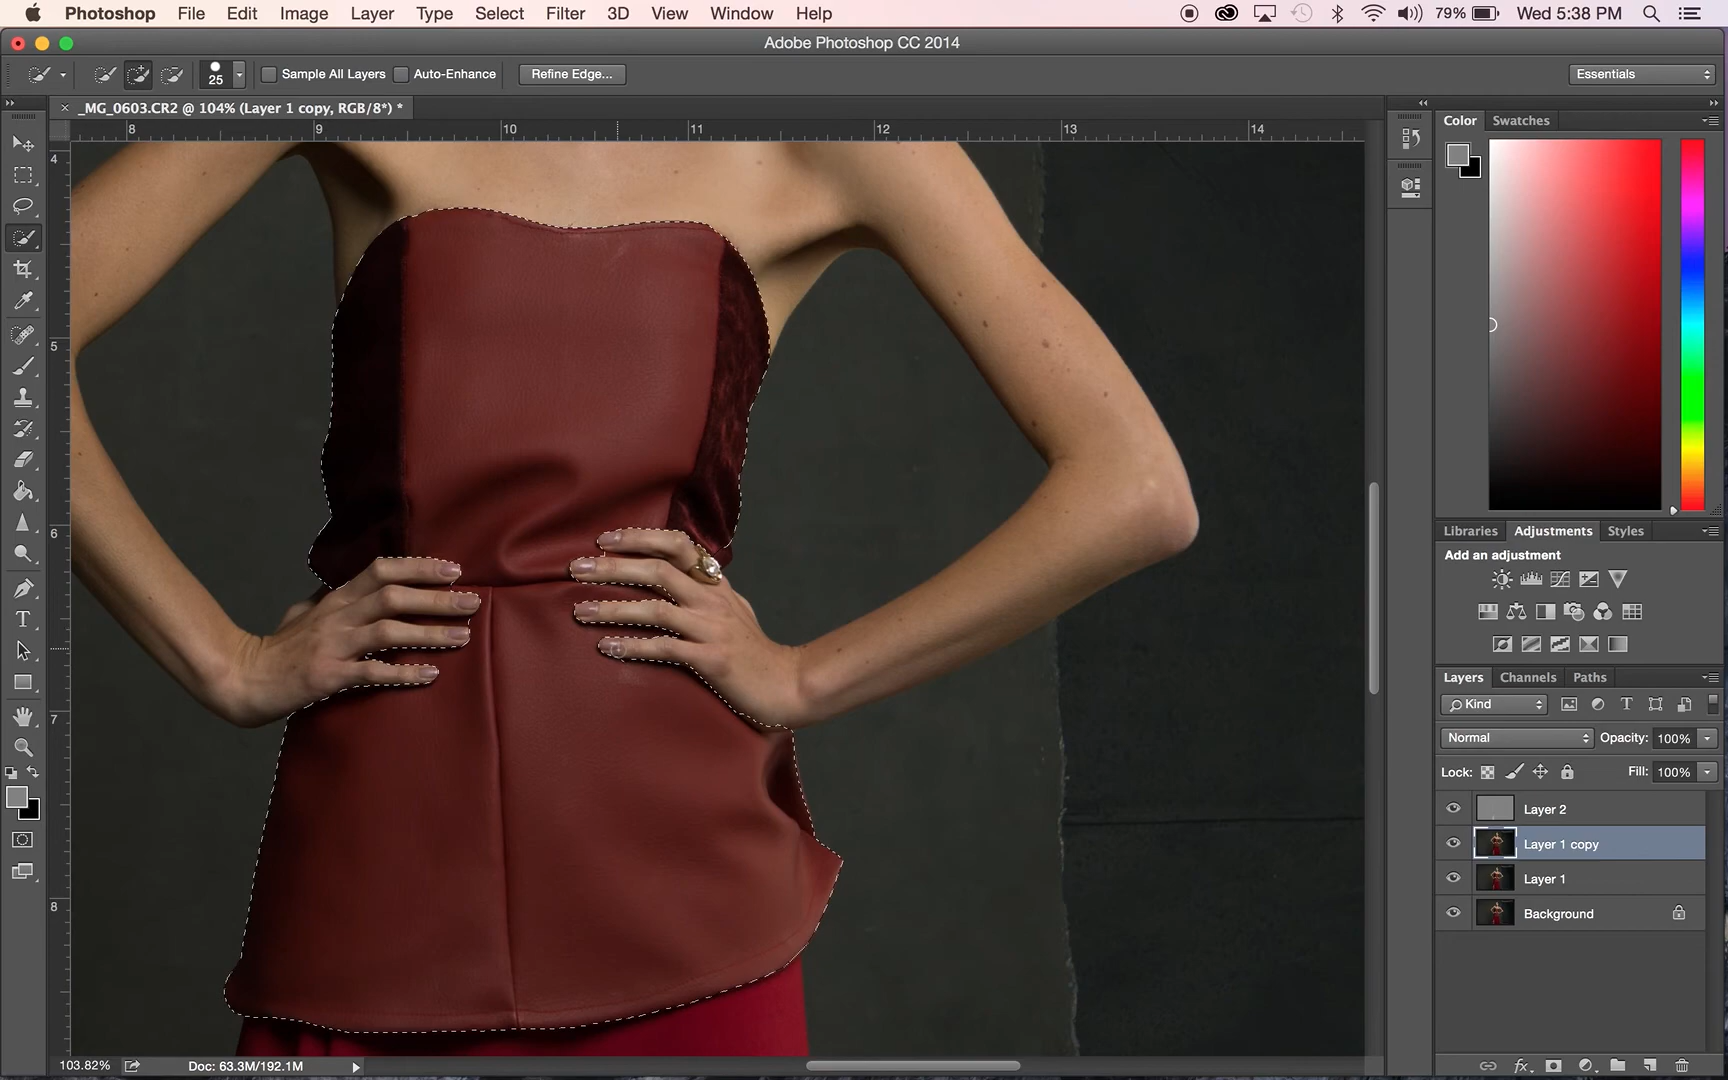 Photoshop File Edit Image Layer Type Select Filter 3D View Window Help 79% Wed 5:38 PM
Adobe Photoshop CC 2014
25 Sample All Layers Auto-Enhance Refine Edge... Essentials
_MG_0603.CR2 @ 104% (Layer 1 copy, RGB/8*) *
Color Swatches
8 9 10 11 12 13 14
4
5
6
7
8
Libraries Adjustments Styles
Add an adjustment
Layers Channels Paths
Kind
Normal Opacity: 100%
Lock: Fill: 100%
Layer 2
Layer 1 copy
Layer 1
Background
103.82% Doc: 63.3M/192.1M